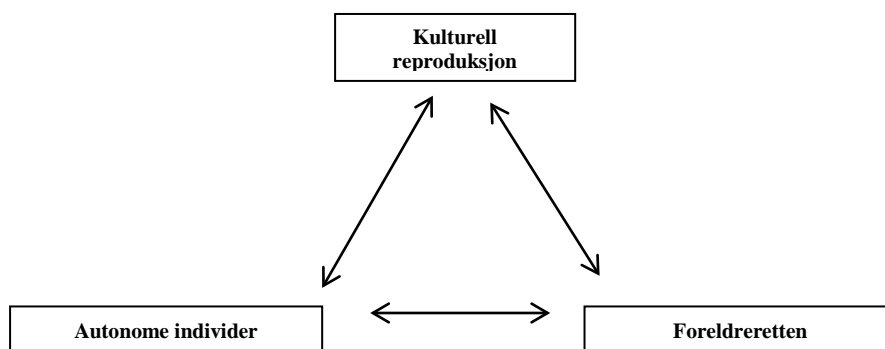 Kulturell
reproduksjon
Autonome individer
Foreldreretten